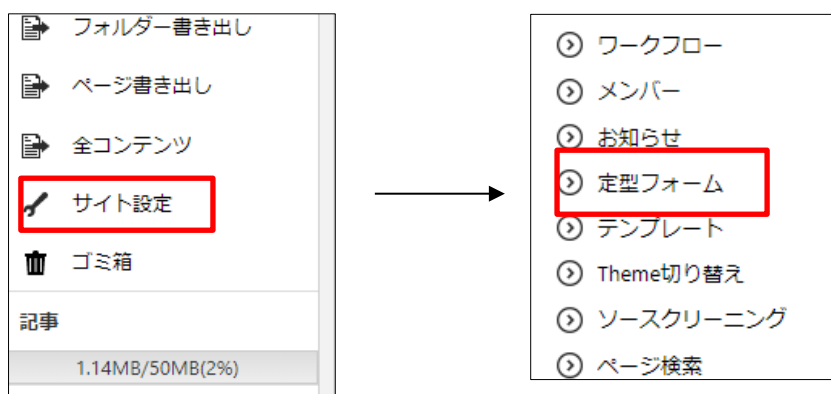 フォルダー書き出し
ページ書き出し
全コンテンツ
サイト設定
ゴミ箱
記事
1.14MB/50MB(2%)
ワークフロー
メンバー
お知らせ
定型フォーム
テンプレート
Theme切り替え
ソースクリーニング
ページ検索